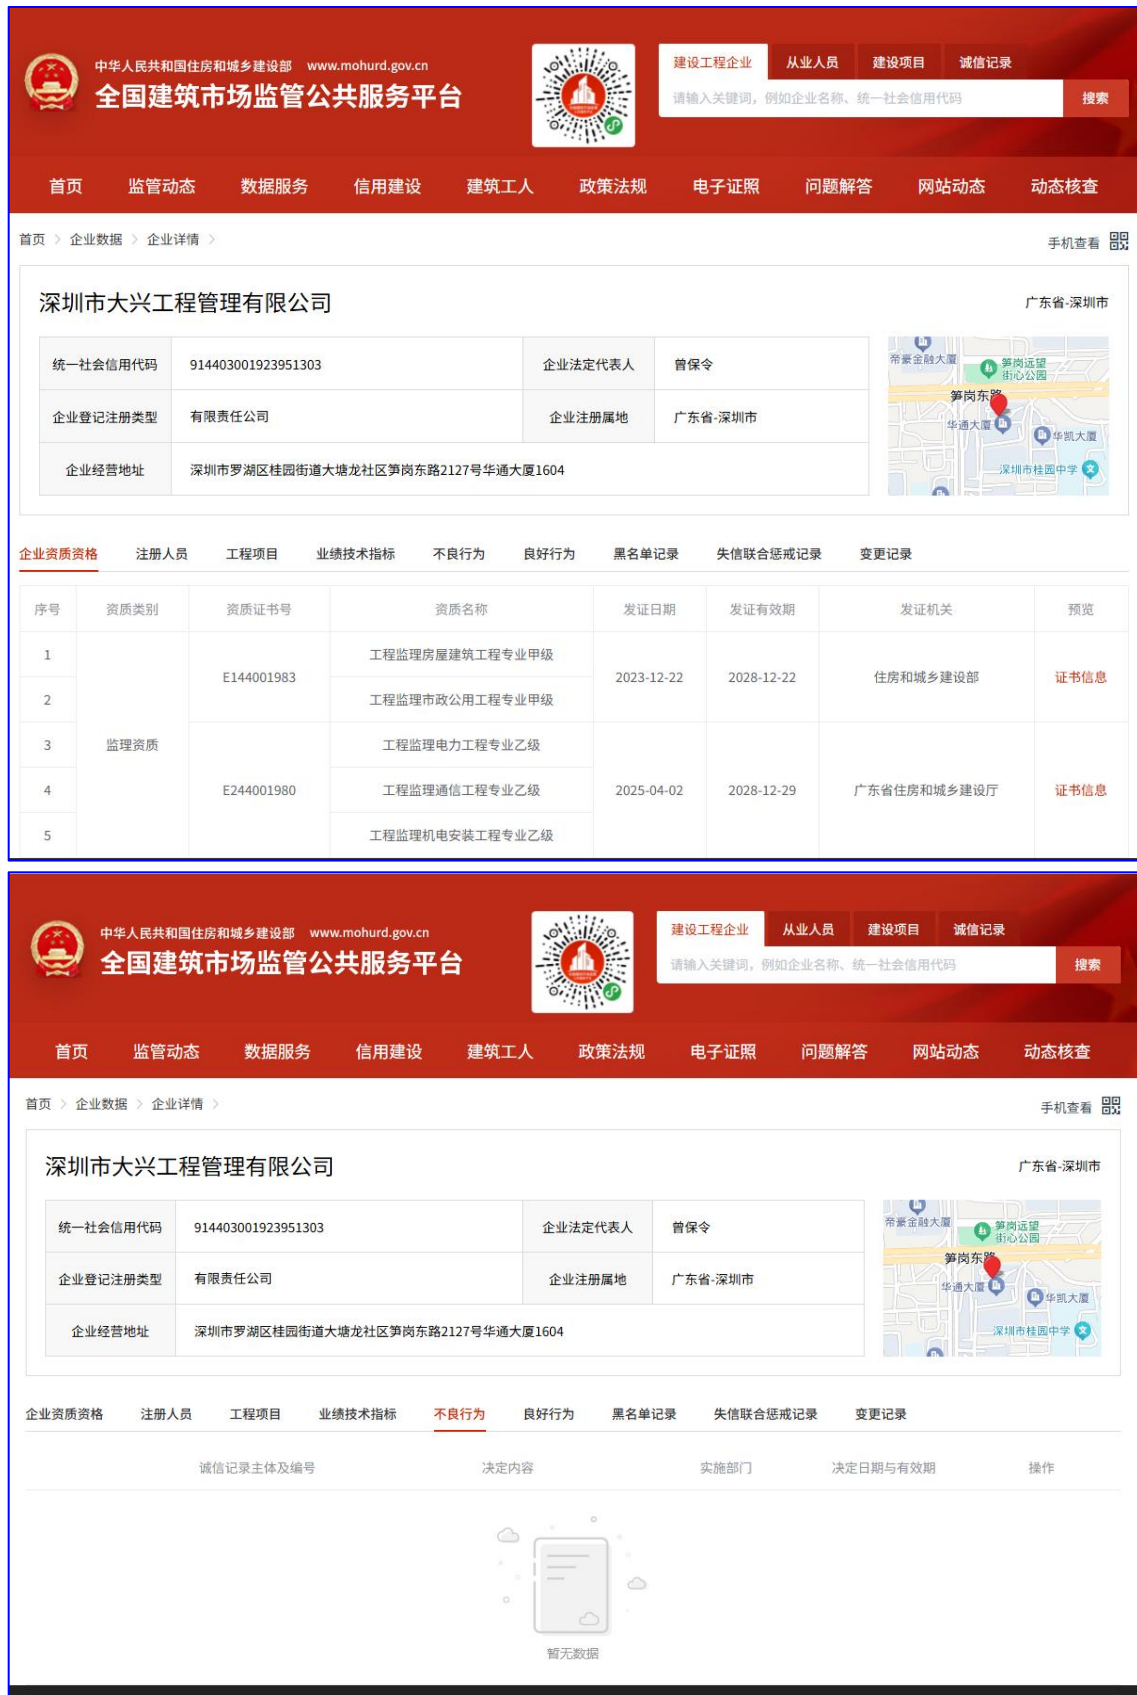 中华人民共和国住房和城乡建设部 www.mohurd.gov.cn
全国建筑市场监管公共服务平台
建设工程企业 从业人员 建设项目 诚信记录
请输入关键词，例如企业名称、统一社会信用代码 搜索
首页 监管动态 数据服务 信用建设 建筑工人 政策法规 电子证照 问题解答 网站动态 动态核查
首页 > 企业数据 > 企业详情 >
手机查看
深圳市大兴工程管理有限公司
广东省-深圳市
统一社会信用代码 914403001923951303 企业法定代表人 曾保令
企业登记注册类型 有限责任公司 企业注册属地 广东省-深圳市
企业经营地址 深圳市罗湖区桂园街道大塘龙社区笋岗东路2127号华通大厦1604
帝豪金融大厦
笋岗远望
街心公园
笋岗东路
华通大厦
华凯大厦
深圳市桂园中学
文
企业资质资格 注册人员 工程项目 业绩技术指标 不良行为 良好行为 黑名单记录 失信联合惩戒记录 变更记录
序号 资质类别 资质证书号 资质名称 发证日期 发证有效期 发证机关 预览
1 工程监理房屋建筑工程专业甲级
E144001983 2023-12-22 2028-12-22 住房和城乡建设部 证书信息
2 工程监理市政公用工程专业甲级
3 监理资质 工程监理电力工程专业乙级
4 E244001980 工程监理通信工程专业乙级 2025-04-02 2028-12-29 广东省住房和城乡建设厅 证书信息
5 工程监理机电安装工程专业乙级
中华人民共和国住房和城乡建设部 www.mohurd.gov.cn
全国建筑市场监管公共服务平台
建设工程企业 从业人员 建设项目 诚信记录
请输入关键词，例如企业名称、统一社会信用代码 搜索
首页 监管动态 数据服务 信用建设 建筑工人 政策法规 电子证照 问题解答 网站动态 动态核查
首页 > 企业数据 > 企业详情 >
手机查看
深圳市大兴工程管理有限公司
广东省-深圳市
统一社会信用代码 914403001923951303 企业法定代表人 曾保令
企业登记注册类型 有限责任公司 企业注册属地 广东省-深圳市
企业经营地址 深圳市罗湖区桂园街道大塘龙社区笋岗东路2127号华通大厦1604
帝豪金融大厦
笋岗远望
街心公园
笋岗东路
华通大厦
华凯大厦
深圳市桂园中学
文
企业资质资格 注册人员 工程项目 业绩技术指标 不良行为 良好行为 黑名单记录 失信联合惩戒记录 变更记录
诚信记录主体及编号 决定内容 实施部门 决定日期与有效期 操作
暂无数据